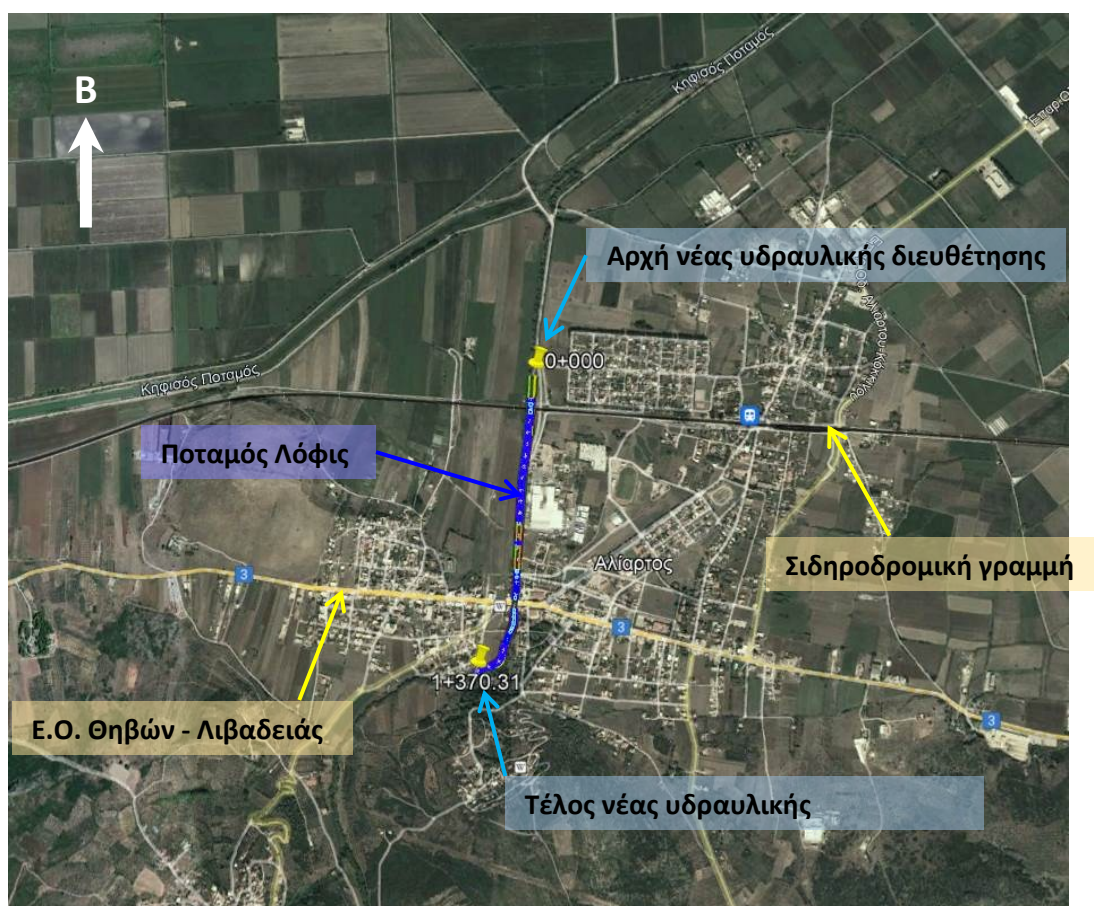 Κηφισός Ποταμός
Β
Επαρ.Ο
Αρχή νέας υδραυλικής διευθέτησης
0+000
Κηφισός Ποταμός
Ποταμός Λόφις
Αλίαρτος
Σιδηροδρομική γραμμή
3
3
1+370.31
3
Ε.Ο. Θηβών - Λιβαδειάς
Τέλος νέας υδραυλικής